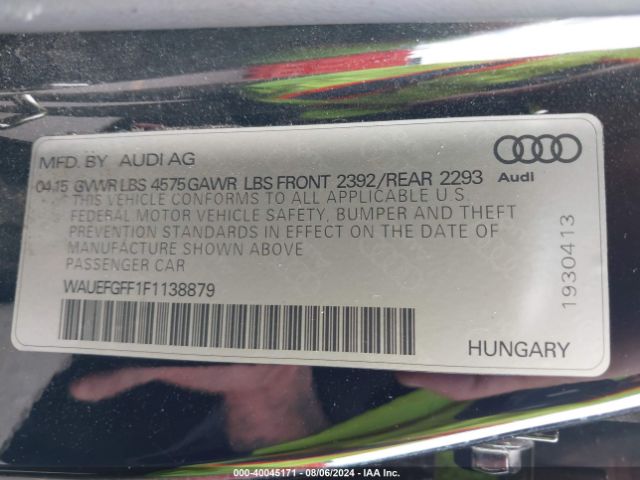 MFD. BY AUDI AG
Audi
04.15 GVWR LBS 4575 GAWR LBS FRONT 2392/REAR 2293
THIS VEHICLE CONFORMS TO ALL APPLICABLE U.S.
FEDERAL MOTOR VEHICLE SAFETY, BUMPER AND THEFT
PREVENTION STANDARDS IN EFFECT ON THE DATE OF
MANUFACTURE SHOWN ABOVE
PASSENGER CAR
WAUEFGFF1F1138879
1930413
HUNGARY
000-40045171 - 08/06/2024 - IAA Inc.